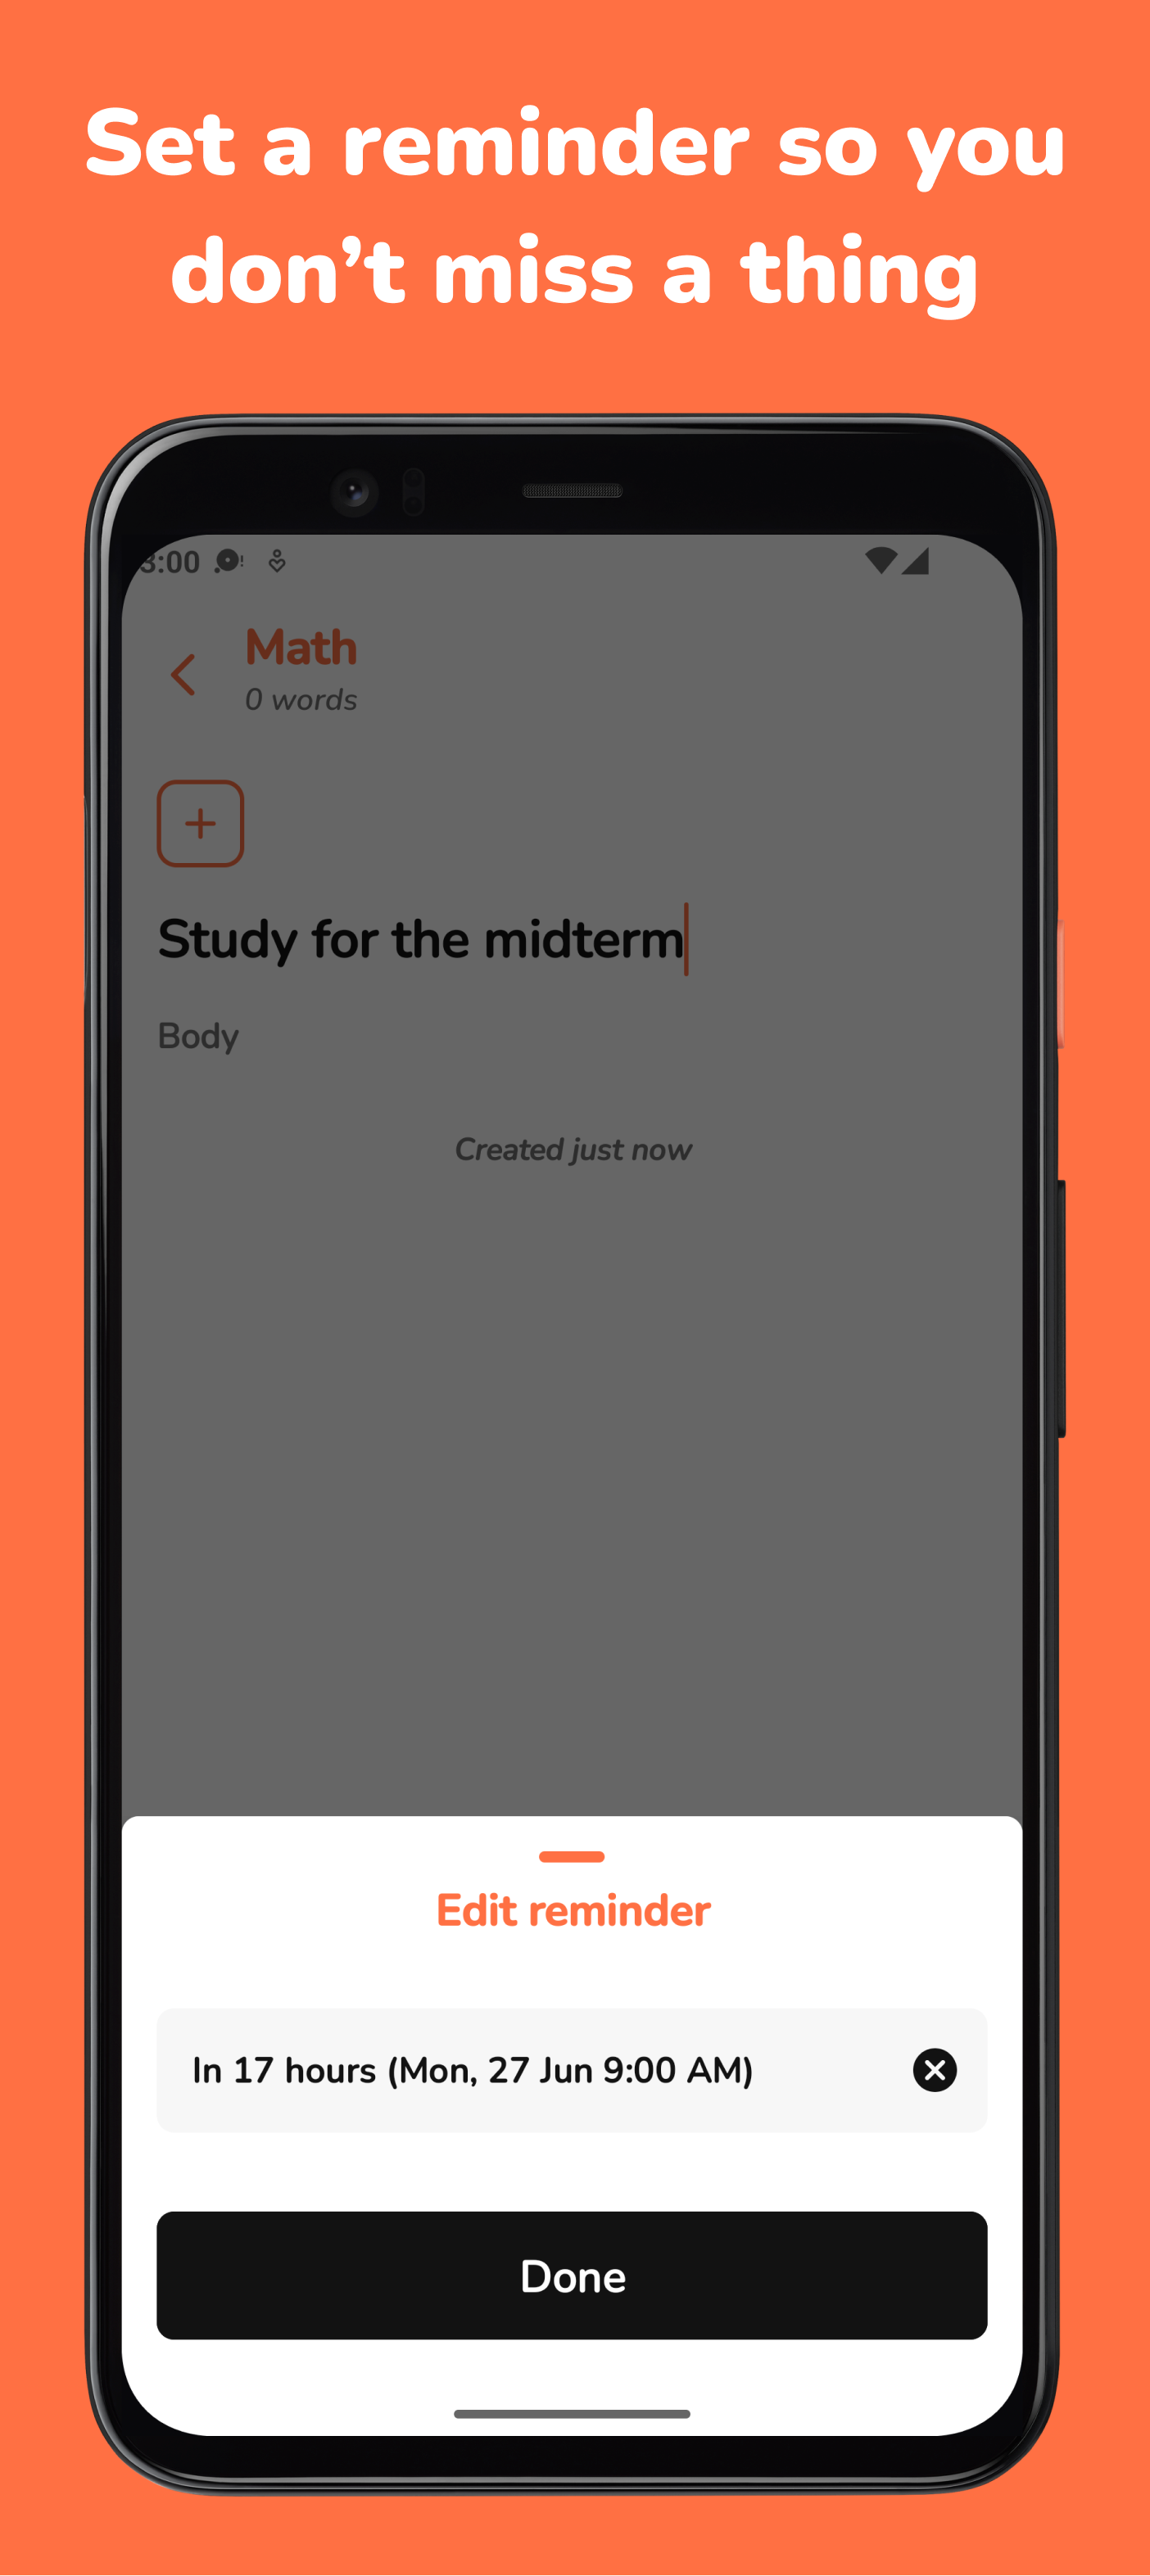 Set a reminder so you
don’t miss a thing
3:00
Math
0 words
Study for the midterm
Body
Created just now
Edit reminder
In 17 hours (Mon, 27 Jun 9:00 AM)
Done